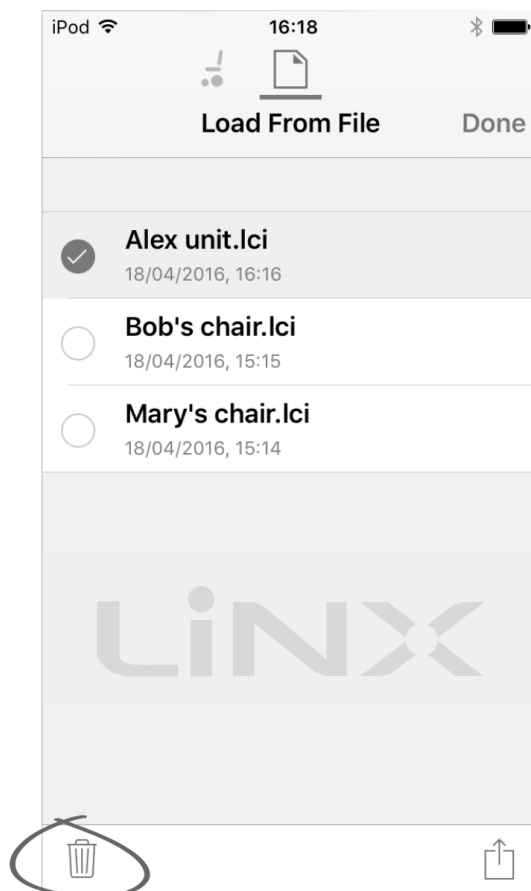 iPod 16:18
Load From File Done
Alex unit.lci
18/04/2016, 16:16
Bob's chair.lci
18/04/2016, 15:15
Mary's chair.lci
18/04/2016, 15:14
LiNX